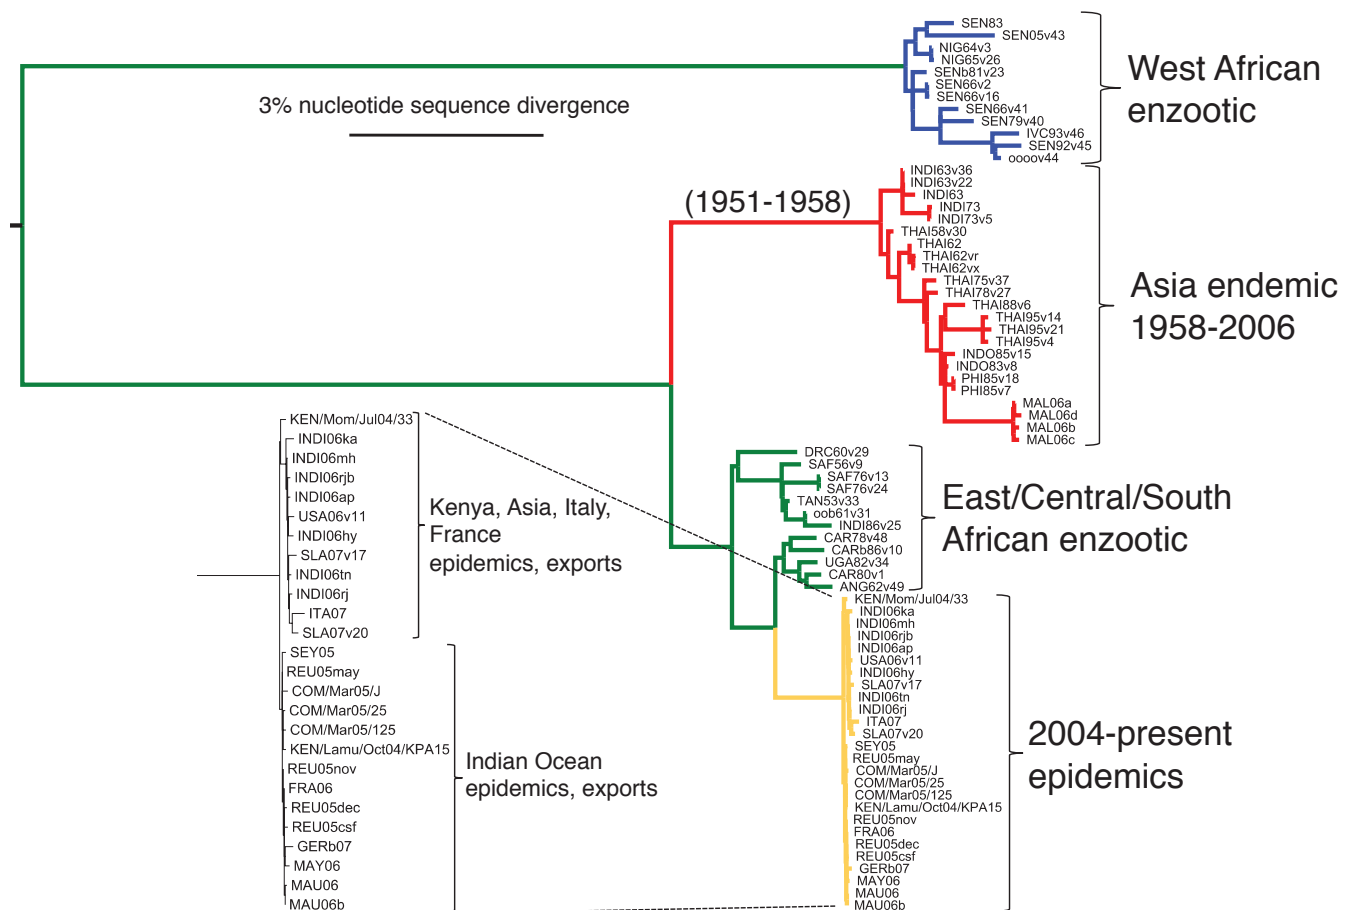 SEN83
SEN05v43
NIG64v3
NIG65v26
SENb81v23
SEN66v2
SEN66v16
SEN66v41
SEN79v40
IVC93v46
SEN92v45
oooov44
West African
enzootic
3% nucleotide sequence divergence
(1951-1958)
INDI63v36
INDI63v22
INDI63
INDI73
INDI73v5
THAI58v30
THAI62
THAI62vr
THAI62vx
THAI75v37
THAI78v27
THAI88v6
THAI95v14
THAI95v21
THAI95v4
INDO85v15
INDO83v8
PHI85v18
PHI85v7
MAL06a
MAL06d
MAL06b
MAL06c
Asia endemic
1958-2006
DRC60v29
SAF56v9
SAF76v13
SAF76v24
TAN53v33
oob61v31
INDI86v25
CAR78v48
CARb86v10
UGA82v34
CAR80v1
ANG62v49
East/Central/South
African enzootic
KEN/Mom/Jul04/33
INDI06ka
INDI06mh
INDI06rjb
INDI06ap
USA06v11
INDI06hy
SLA07v17
INDI06tn
INDI06rj
ITA07
SLA07v20
SEY05
REU05may
COM/Mar05/J
COM/Mar05/25
COM/Mar05/125
KEN/Lamu/Oct04/KPA15
REU05nov
FRA06
REU05dec
REU05csf
GERb07
MAY06
MAU06
MAU06b
2004-present
epidemics
KEN/Mom/Jul04/33
INDI06ka
INDI06mh
INDI06rjb
INDI06ap
USA06v11
INDI06hy
SLA07v17
INDI06tn
INDI06rj
ITA07
SLA07v20
Kenya, Asia, Italy,
France
epidemics, exports
SEY05
REU05may
COM/Mar05/J
COM/Mar05/25
COM/Mar05/125
KEN/Lamu/Oct04/KPA15
REU05nov
FRA06
REU05dec
REU05csf
GERb07
MAY06
MAU06
MAU06b
Indian Ocean
epidemics, exports